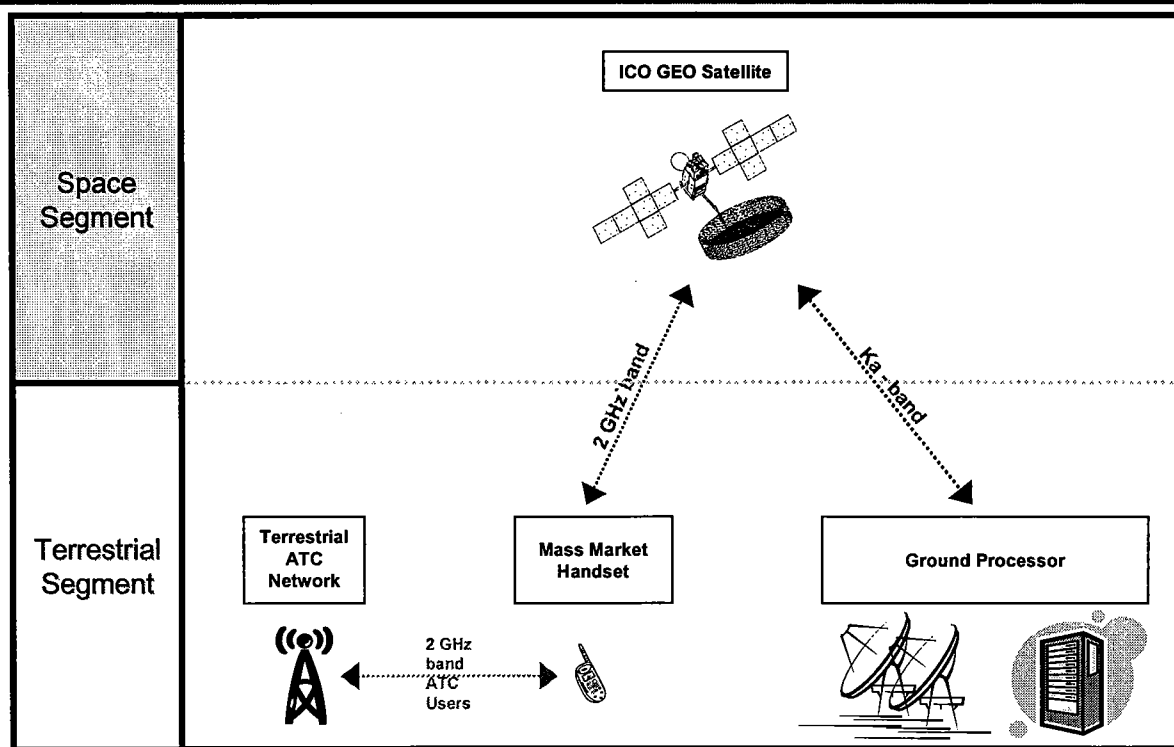 ICO GEO Satellite
Space
Segment
2 GHz band
Ka - band
Terrestrial
Segment
Terrestrial
ATC
Network
Mass Market
Handset
Ground Processor
2 GHz
band
ATC
Users